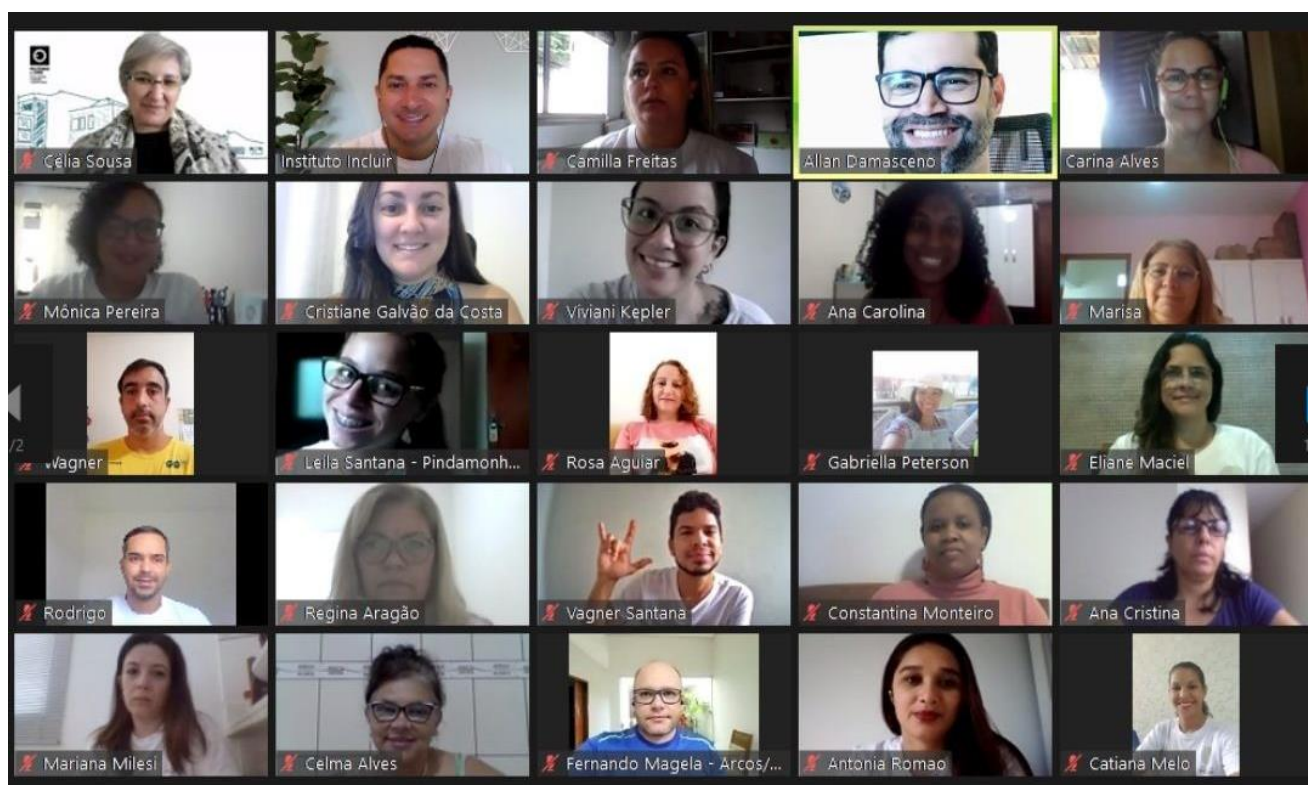 Célia Sousa
Instituto Incluir
Camilla Freitas
Allan Damasceno
Carina Alves
Mônica Pereira
Cristiane Galvão da Costa
Viviani Kepler
Ana Carolina
Marisa
/2
Wagner
Leila Santana - Pindamonh...
Rosa Aguiar
Gabriella Peterson
Eliane Maciel
Rodrigo
Regina Aragão
Vagner Santana
Constantina Monteiro
Ana Cristina
Mariana Milesi
Celma Alves
Fernando Magela - Arcos/...
Antonia Romao
Catiana Melo